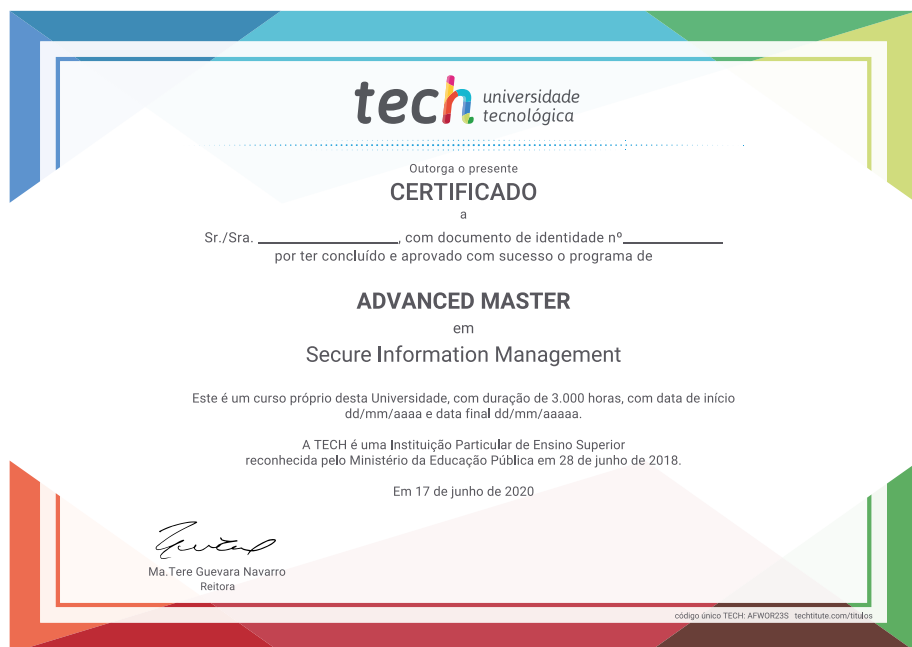 tech universidade
tecnológica
Outorga o presente
CERTIFICADO
a
Sr./Sra. ____________________, com documento de identidade nº______________
por ter concluído e aprovado com sucesso o programa de
ADVANCED MASTER
em
Secure Information Management
Este é um curso próprio desta Universidade, com duração de 3.000 horas, com data de início
dd/mm/aaaa e data final dd/mm/aaaaa.
A TECH é uma Instituição Particular de Ensino Superior
reconhecida pelo Ministério da Educação Pública em 28 de junho de 2018.
Em 17 de junho de 2020
Ma.Tere Guevara Navarro
Reitora
código único TECH: AFWOR23S techtitute.com/titulos